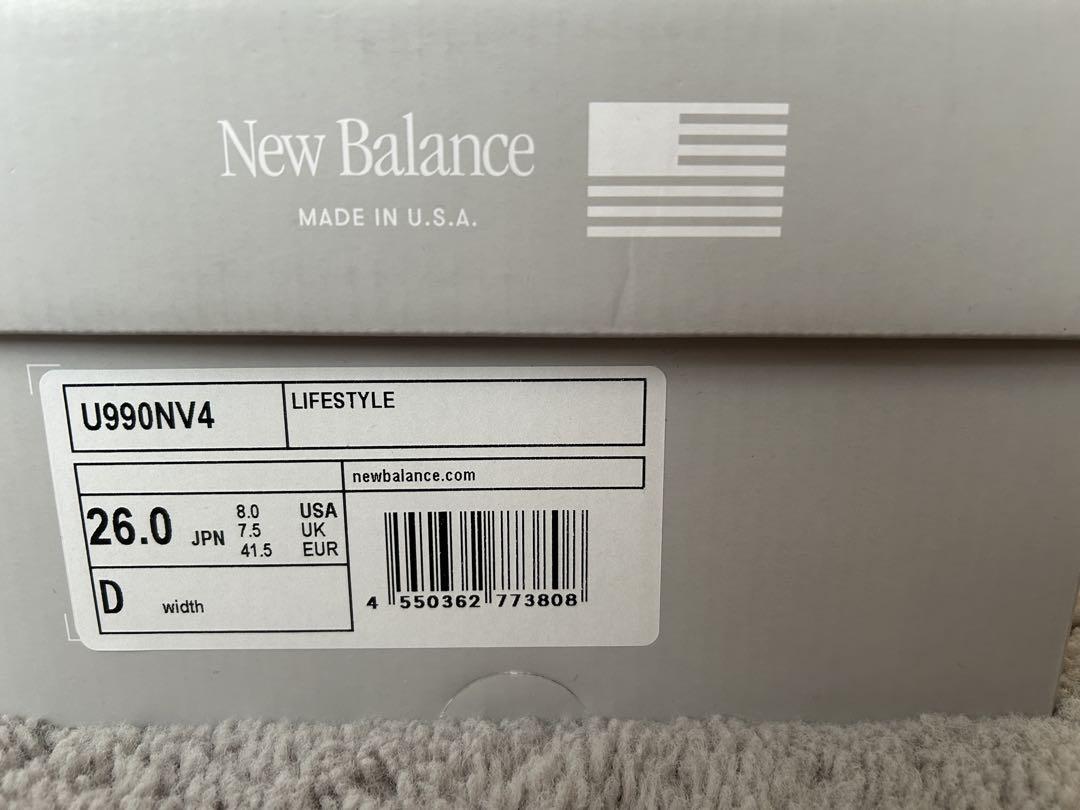 New Balance
MADE IN U.S.A.
U990NV4
LIFESTYLE
newbalance.com
26.0 JPN
8.0 USA
7.5 UK
41.5 EUR
D width
4 550362 773808